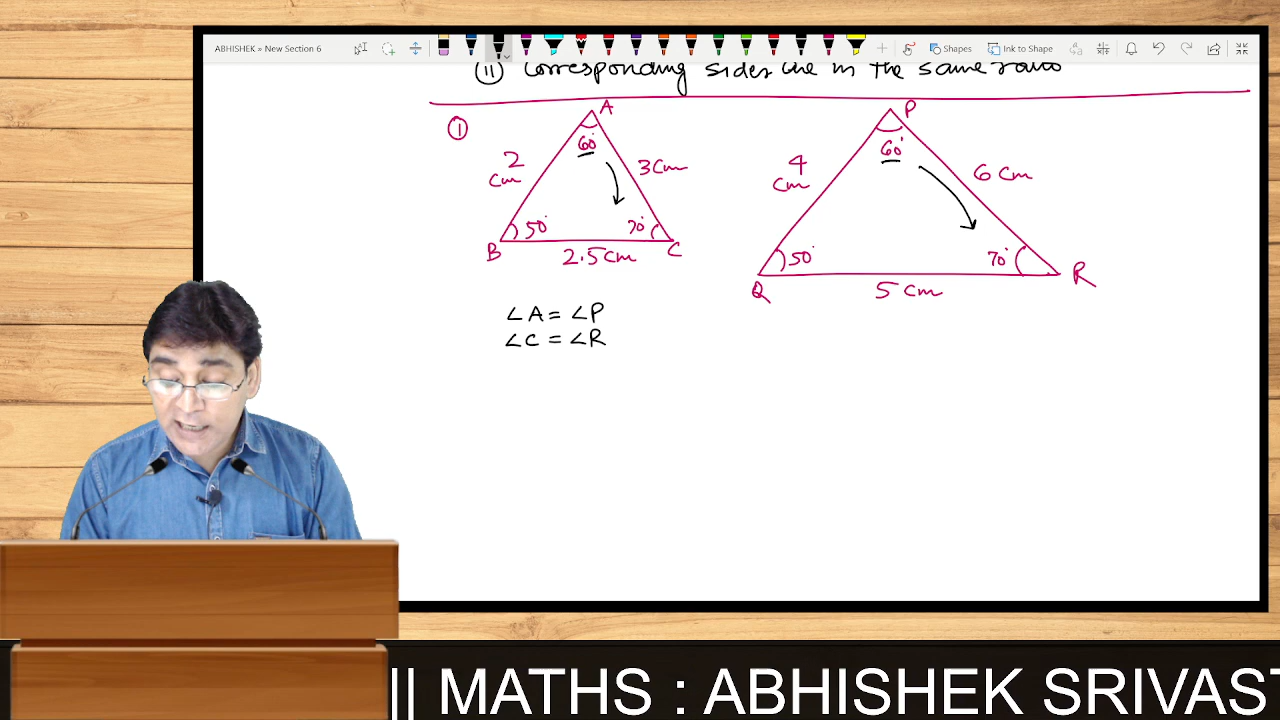 ABHISHEK » New Section 6
Shapes
Ink to Shape
(ii) Corresponding sides are in the same ratio
①
A
60°
2
cm
3cm
50°
70°
B
2.5cm
C
P
60°
4
cm
6 cm
50°
70°
Q
5 cm
R
∠A = ∠P
∠C = ∠R
|| MATHS : ABHISHEK SRIVAST